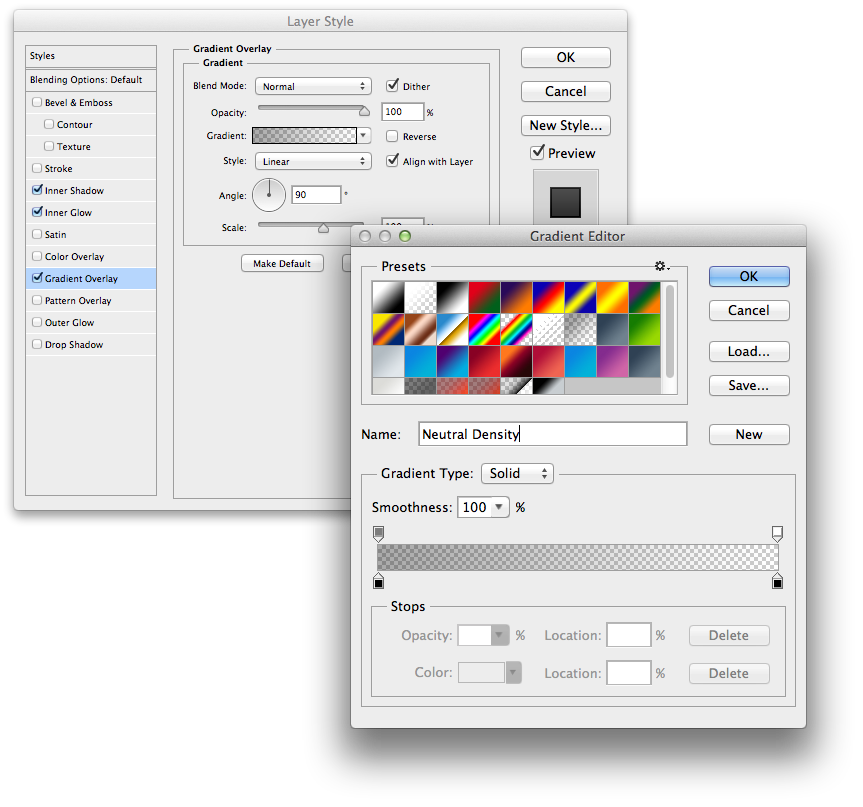 Layer Style
Styles
Blending Options: Default
Bevel & Emboss
Contour
Texture
Stroke
Inner Shadow
Inner Glow
Satin
Color Overlay
Gradient Overlay
Pattern Overlay
Outer Glow
Drop Shadow
Gradient Overlay
Gradient
Blend Mode: Normal Dither
Opacity: 100 %
Gradient: Reverse
Style: Linear Align with Layer
Angle: 90 °
Scale:
Make Default
OK
Cancel
New Style...
Preview
Gradient Editor
Presets
OK
Cancel
Load...
Save...
Name: Neutral Density New
Gradient Type: Solid
Smoothness: 100 %
Stops
Opacity: % Location: % Delete
Color: Location: % Delete